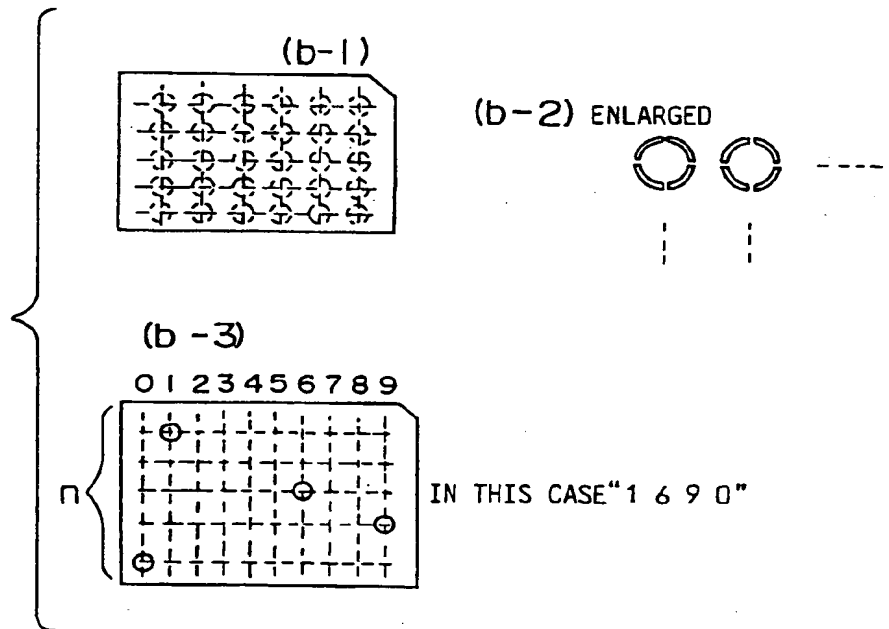 (b-1)
(b-2) ENLARGED
(b-3)
0 1 2 3 4 5 6 7 8 9
n
IN THIS CASE "1 6 9 0"